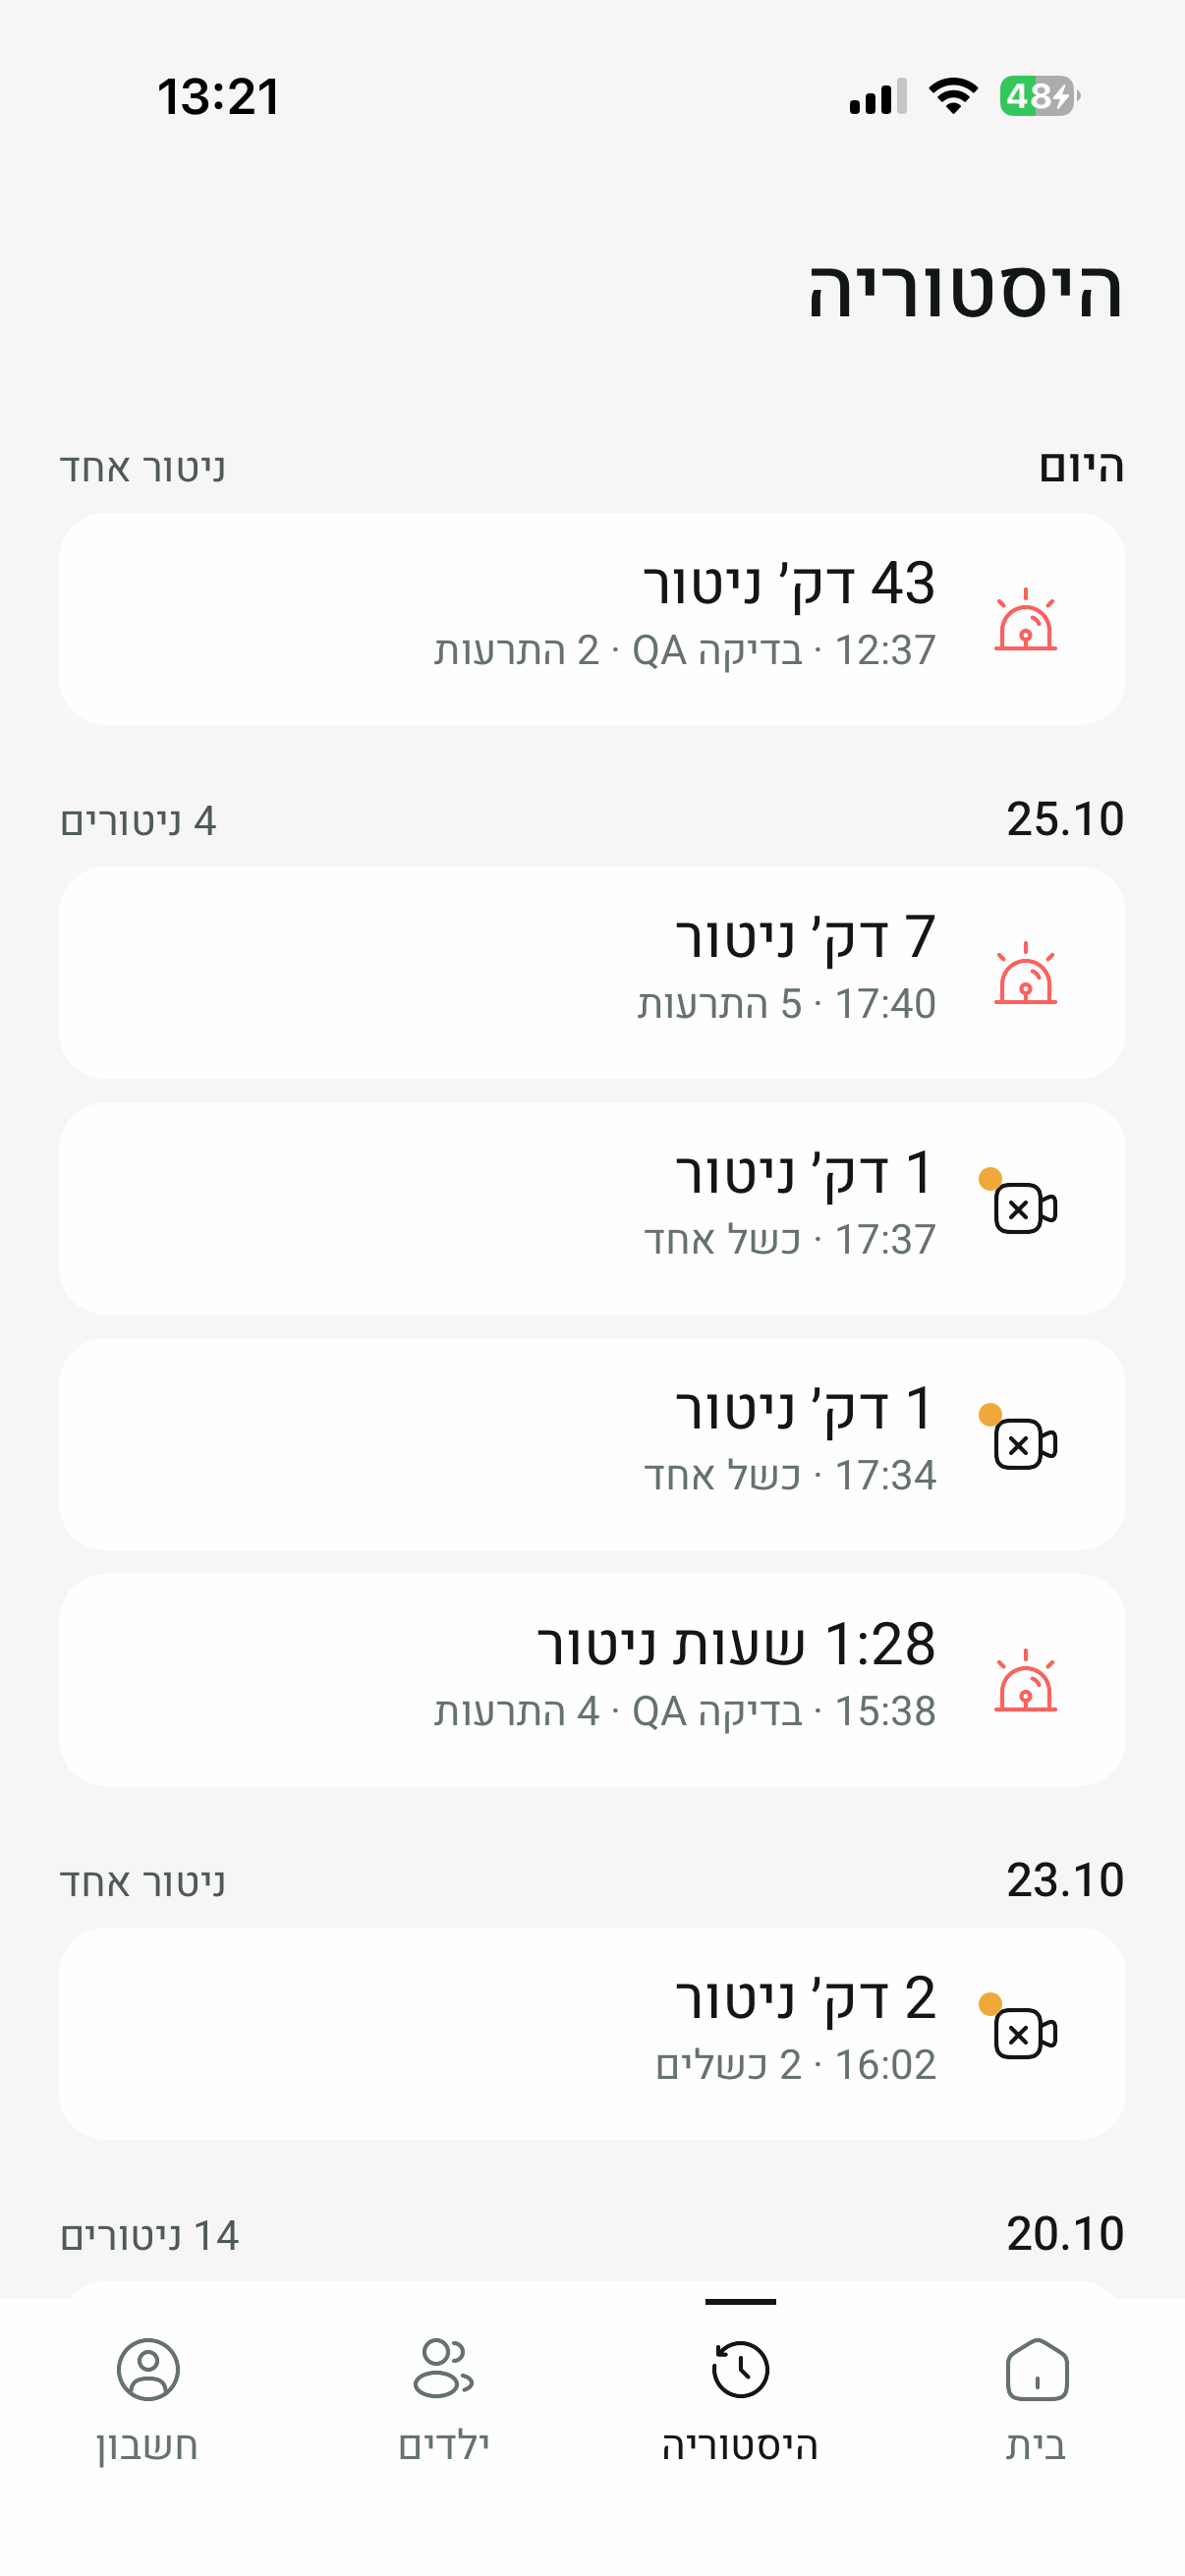 13:21
48
היסטוריה
היום
ניטור אחד
43 דק׳ ניטור
12:37 · בדיקה QA · 2 התרעות
25.10
4 ניטורים
7 דק׳ ניטור
17:40 · 5 התרעות
1 דק׳ ניטור
17:37 · כשל אחד
1 דק׳ ניטור
17:34 · כשל אחד
1:28 שעות ניטור
15:38 · בדיקה QA · 4 התרעות
23.10
ניטור אחד
2 דק׳ ניטור
16:02 · 2 כשלים
20.10
14 ניטורים
בית
היסטוריה
ילדים
חשבון